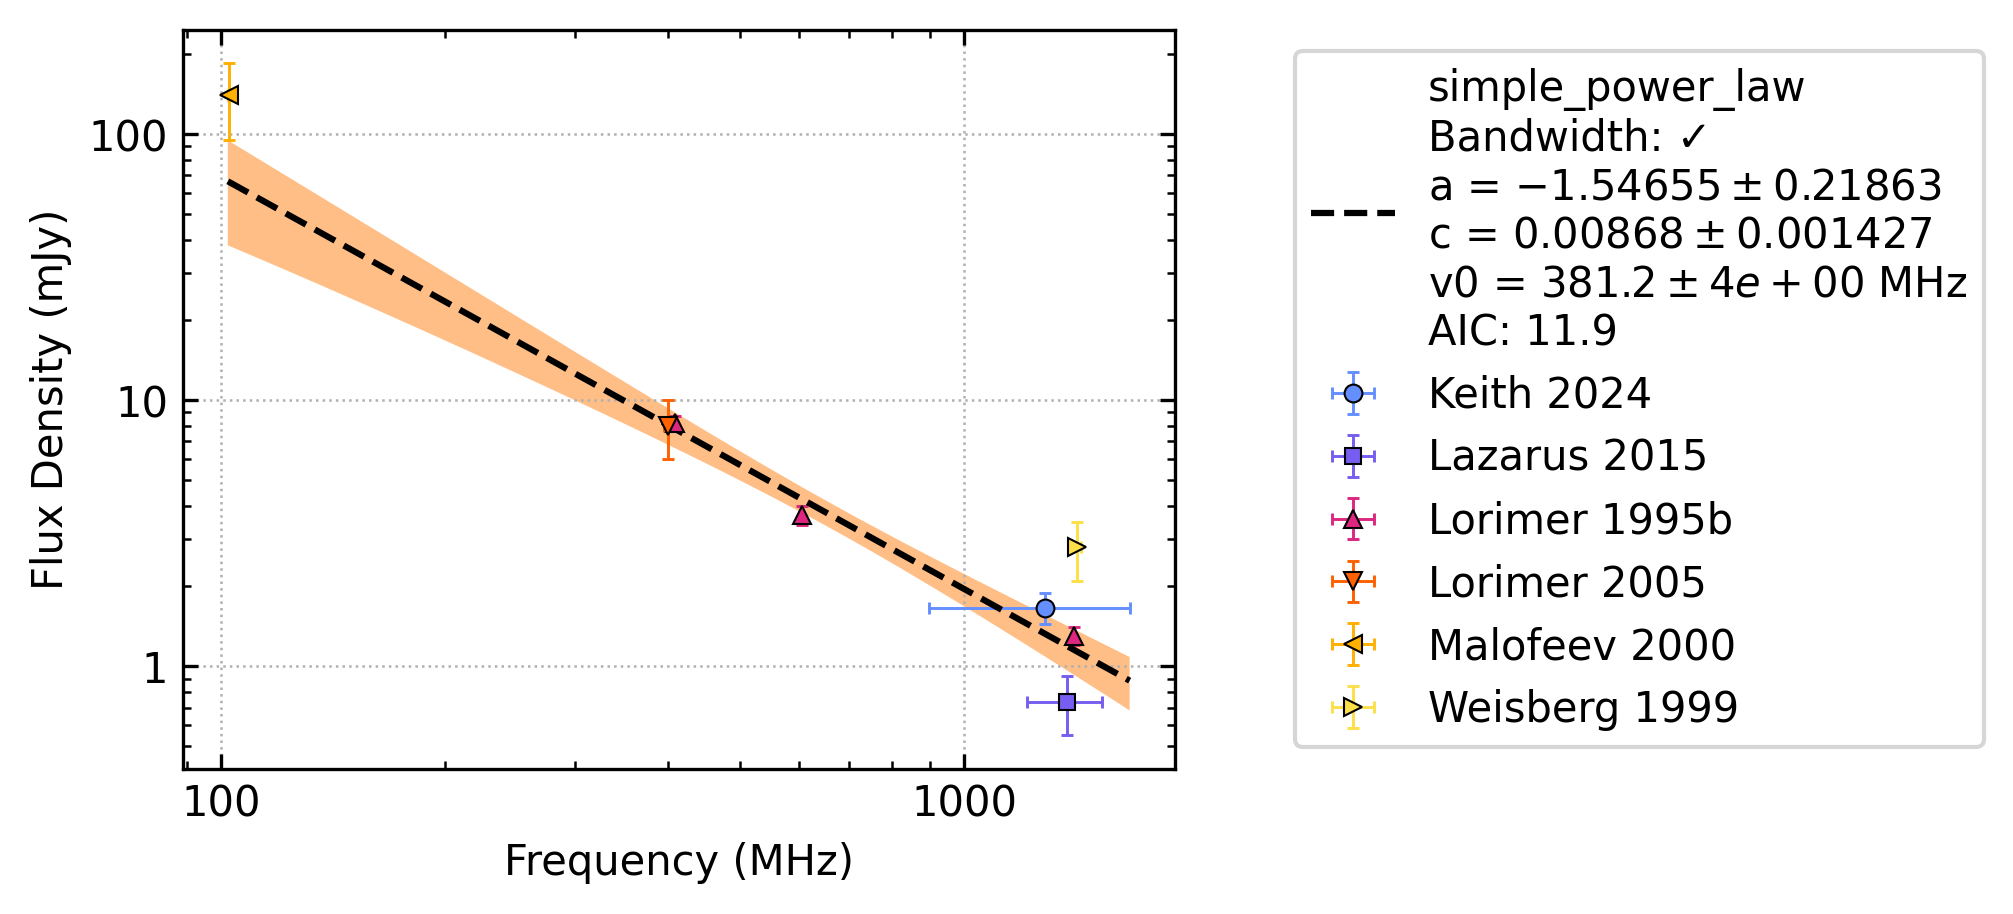 100
10
1
100
1000
Flux Density (mJy)
Frequency (MHz)
simple_power_law
Bandwidth: ✓
a = −1.54655 ± 0.21863
c = 0.00868 ± 0.001427
v0 = 381.2 ± 4e + 00 MHz
AIC: 11.9
Keith 2024
Lazarus 2015
Lorimer 1995b
Lorimer 2005
Malofeev 2000
Weisberg 1999